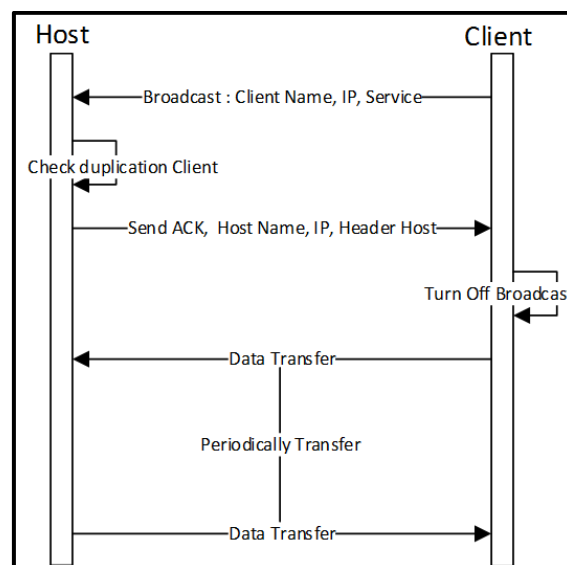 Host
Client
Broadcast : Client Name, IP, Service
Check duplication Client
Send ACK, Host Name, IP, Header Host
Turn Off Broadcas
Data Transfer
Periodically Transfer
Data Transfer